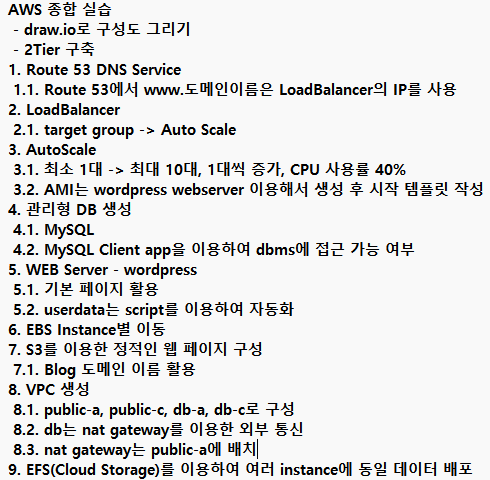 AWS 종합 실습
- draw.io로 구성도 그리기
- 2Tier 구축
1. Route 53 DNS Service
1.1. Route 53에서 www.도메인이름은 LoadBalancer의 IP를 사용
2. LoadBalancer
2.1. target group -> Auto Scale
3. AutoScale
3.1. 최소 1대 -> 최대 10대, 1대씩 증가, CPU 사용률 40%
3.2. AMI는 wordpress webserver 이용해서 생성 후 시작 템플릿 작성
4. 관리형 DB 생성
4.1. MySQL
4.2. MySQL Client app을 이용하여 dbms에 접근 가능 여부
5. WEB Server - wordpress
5.1. 기본 페이지 활용
5.2. userdata는 script를 이용하여 자동화
6. EBS Instance별 이동
7. S3를 이용한 정적인 웹 페이지 구성
7.1. Blog 도메인 이름 활용
8. VPC 생성
8.1. public-a, public-c, db-a, db-c로 구성
8.2. db는 nat gateway를 이용한 외부 통신
8.3. nat gateway는 public-a에 배치
9. EFS(Cloud Storage)를 이용하여 여러 instance에 동일 데이터 배포